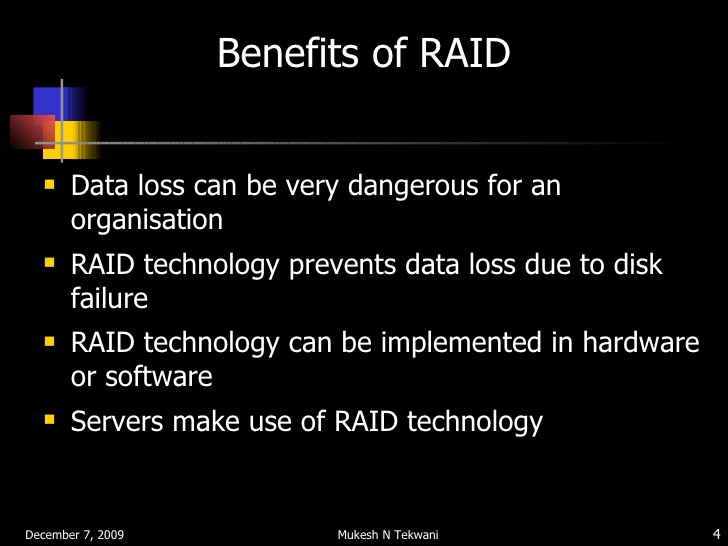 Benefits of RAID
Data loss can be very dangerous for an
organisation
RAID technology prevents data loss due to disk
failure
RAID technology can be implemented in hardware
or software
Servers make use of RAID technology
December 7, 2009
Mukesh N Tekwani
4